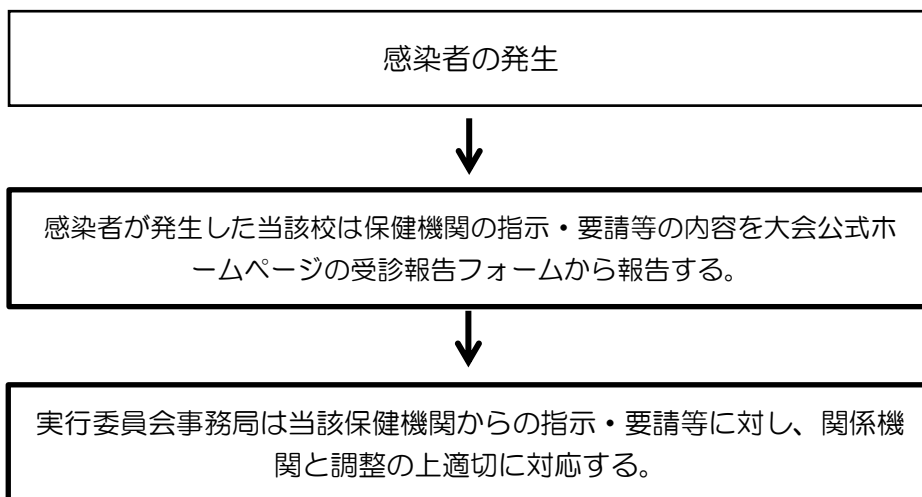 感染者の発生
感染者が発生した当該校は保健機関の指示・要請等の内容を大会公式ホ
ームページの受診報告フォームから報告する。
実行委員会事務局は当該保健機関からの指示・要請等に対し、関係機
関と調整の上適切に対応する。